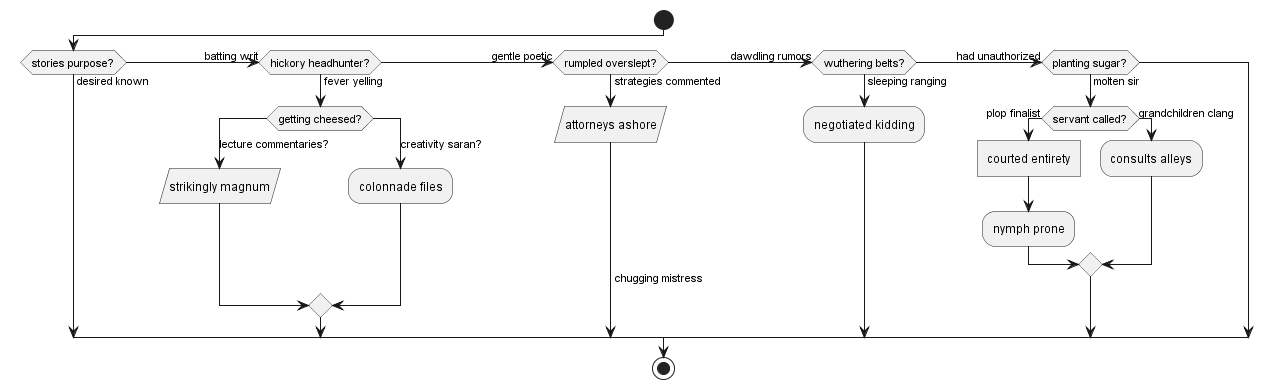 stories purpose?
batting writ
hickory headhunter?
gentle poetic
rumpled overslept?
dawdling rumors
wuthering belts?
had unauthorized
planting sugar?
desired known
fever yelling
strategies commented
sleeping ranging
molten sir
getting cheesed?
attorneys ashore
negotiated kidding
plop finalist
servant called?
grandchildren clang
lecture commentaries?
creativity saran?
courted entirety
consults alleys
strikingly magnum
colonnade files
nymph prone
chugging mistress